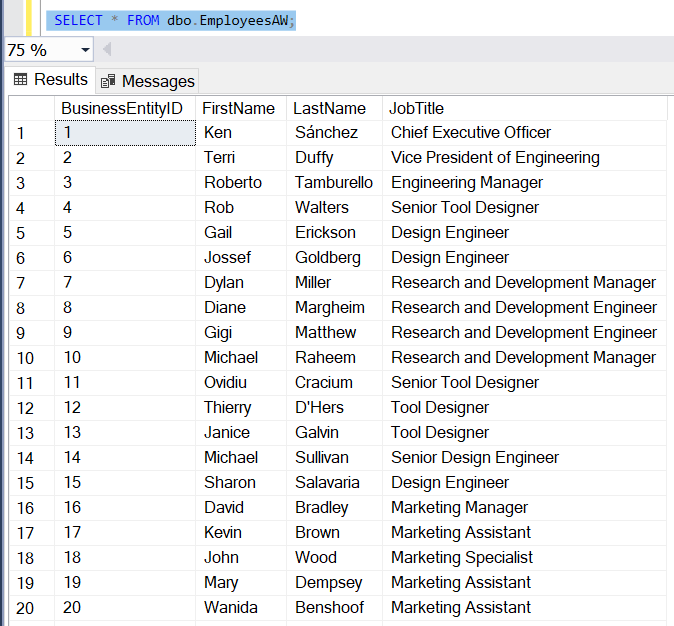 SELECT * FROM dbo.EmployeesAW;
75 %
Results Messages
BusinessEntityID FirstName LastName JobTitle
1 1 Ken Sánchez Chief Executive Officer
2 2 Terri Duffy Vice President of Engineering
3 3 Roberto Tamburello Engineering Manager
4 4 Rob Walters Senior Tool Designer
5 5 Gail Erickson Design Engineer
6 6 Jossef Goldberg Design Engineer
7 7 Dylan Miller Research and Development Manager
8 8 Diane Margheim Research and Development Engineer
9 9 Gigi Matthew Research and Development Engineer
10 10 Michael Raheem Research and Development Manager
11 11 Ovidiu Cracium Senior Tool Designer
12 12 Thierry D'Hers Tool Designer
13 13 Janice Galvin Tool Designer
14 14 Michael Sullivan Senior Design Engineer
15 15 Sharon Salavaria Design Engineer
16 16 David Bradley Marketing Manager
17 17 Kevin Brown Marketing Assistant
18 18 John Wood Marketing Specialist
19 19 Mary Dempsey Marketing Assistant
20 20 Wanida Benshoof Marketing Assistant